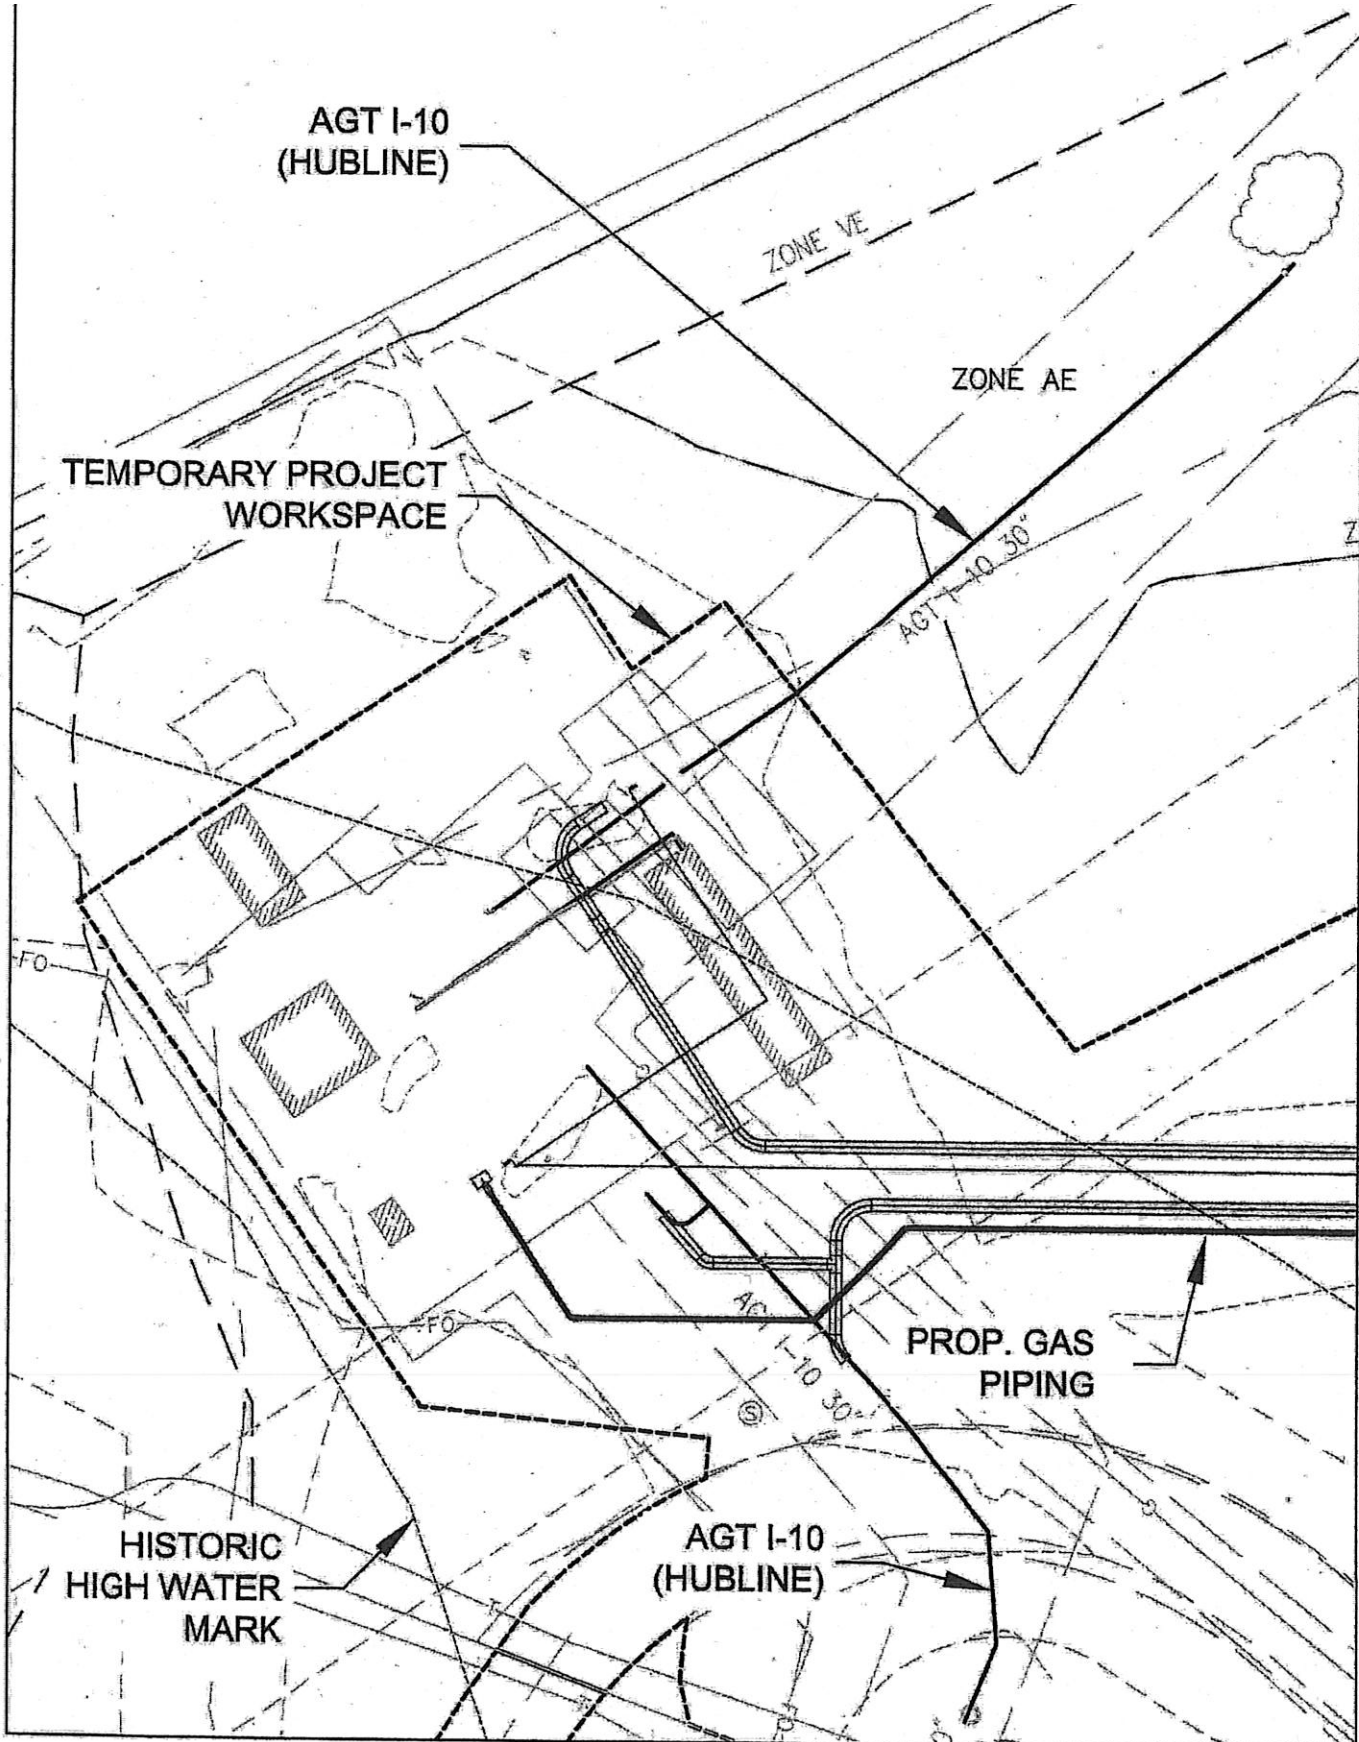 AGT I-10
(HUBLINE)
ZONE VE
ZONE AE
TEMPORARY PROJECT
WORKSPACE
AGT I-10 30"
Z
FO
FO
AGT I-10 30"
PROP. GAS
PIPING
S
HISTORIC
HIGH WATER
MARK
AGT I-10
(HUBLINE)